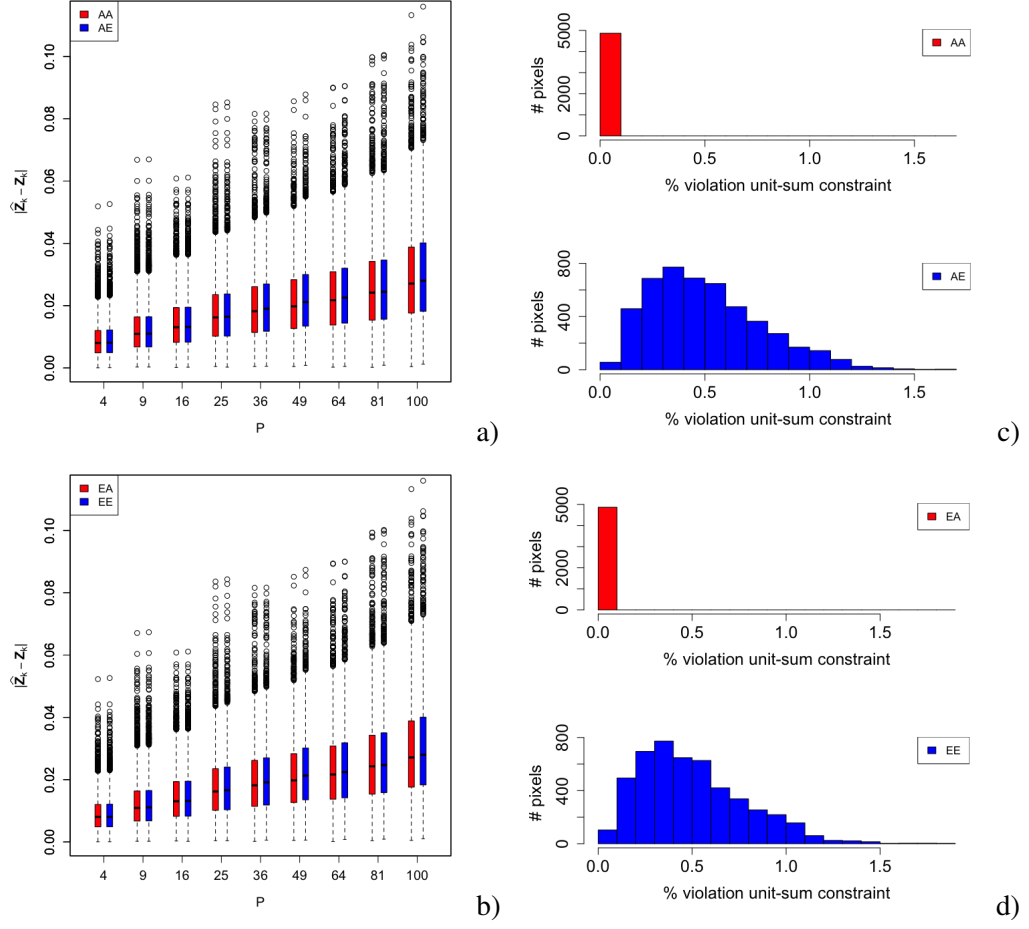 AA
AE
|Ẑₖ - Zₖ|
0.00 0.02 0.04 0.06 0.08 0.10
4 9 16 25 36 49 64 81 100
P
a)
AA
# pixels
0 2000 5000
0.0 0.5 1.0 1.5
% violation unit-sum constraint
AE
# pixels
0 400 800
0.0 0.5 1.0 1.5
% violation unit-sum constraint
c)
EA
EE
|Ẑₖ - Zₖ|
0.00 0.02 0.04 0.06 0.08 0.10
4 9 16 25 36 49 64 81 100
P
b)
EA
# pixels
0 2000 5000
0.0 0.5 1.0 1.5
% violation unit-sum constraint
EE
# pixels
0 400 800
0.0 0.5 1.0 1.5
% violation unit-sum constraint
d)